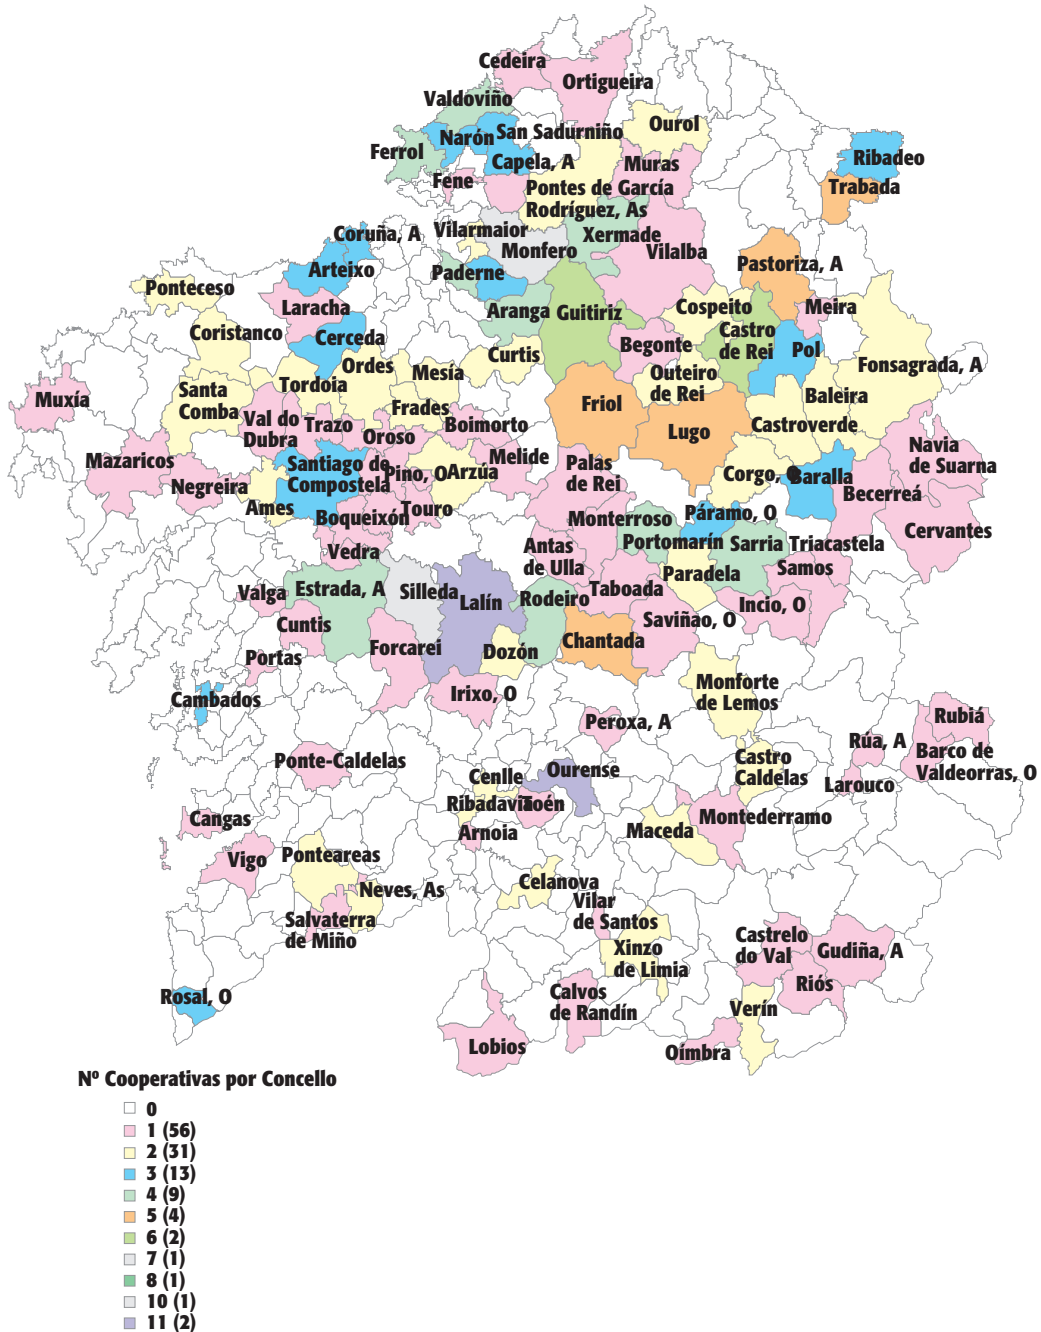 Cedeira
Ortigueira
Valdoviño
Narón
San Sadurniño
Ourol
Ferrol
Capela, A
Muras
Ribadeo
Fene
Pontes de García
Rodríguez, As
Trabada
Coruña, A
Vilarmaior
Monfero
Xermade
Vilalba
Arteixo
Paderne
Pastoriza, A
Ponteceso
Laracha
Aranga
Guitiriz
Cospeito
Meira
Coristanco
Cerceda
Begonte
Castro
de Rei
Pol
Curtis
Ordes
Mesía
Tordoia
Outeiro
de Rei
Fonsagrada, A
Baleira
Muxía
Santa
Comba
Frades
Friol
Val do
Dubra
Trazo
Oroso
Boimorto
Lugo
Castroverde
Navia
de Suarna
Mazaricos
Santiago de
Compostela
Pino, O
Arzúa
Melide
Palas
de Rei
Corgo, O
Baralla
Becerreá
Negreira
Ames
Boqueixón
Touro
Monterroso
Páramo, O
Cervantes
Vedra
Antas
de Ulla
Portomarín
Sarria
Triacastela
Samos
Paradela
Valga
Estrada, A
Silleda
Lalín
Rodeiro
Taboada
Incio, O
Cuntis
Forcarei
Dozón
Chantada
Saviñao, O
Portas
Cambados
Irixo, O
Monforte
de Lemos
Peroxa, A
Rubiá
Rúa, A
Barco de
Valdeorras, O
Ponte-Caldelas
Cenlle
Ourense
Castro
Caldelas
Larouco
Ribadavia
Toén
Cangas
Arnoia
Maceda
Montederramo
Vigo
Ponteareas
Neves, As
Celanova
Vilar
de Santos
Salvaterra
de Miño
Xinzo
de Limia
Castrelo
do Val
Gudiña, A
Riós
Rosal, O
Calvos
de Randín
Verín
Lobios
Oímbra
Nº Cooperativas por Concello
0
1 (56)
2 (31)
3 (13)
4 (9)
5 (4)
6 (2)
7 (1)
8 (1)
10 (1)
11 (2)